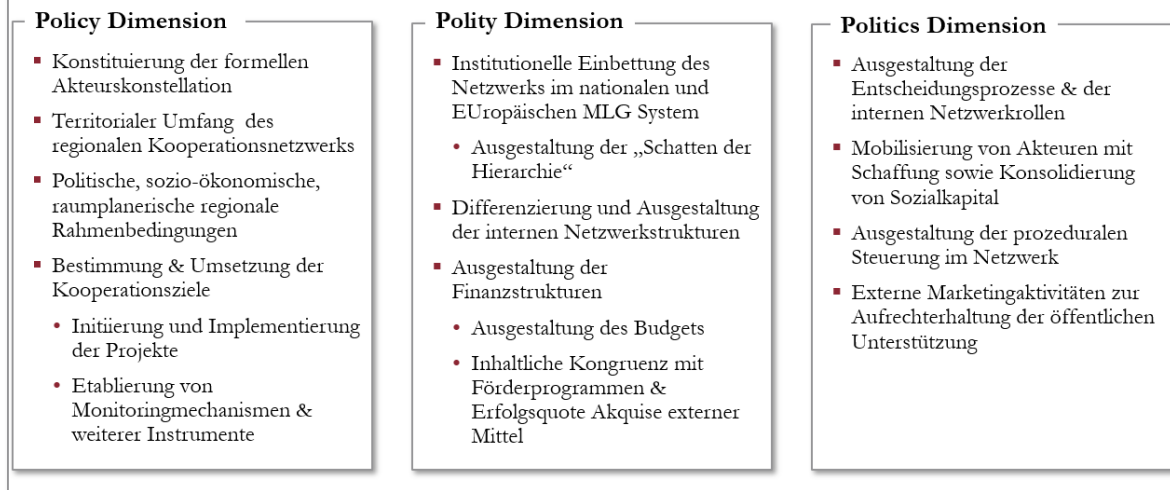 Policy Dimension
▪ Konstituierung der formellen
Akteurskonstellation
▪ Territorialer Umfang des
regionalen Kooperationsnetzwerks
▪ Politische, sozio-ökonomische,
raumplanerische regionale
Rahmenbedingungen
▪ Bestimmung & Umsetzung der
Kooperationsziele
• Initiierung und Implementierung
der Projekte
• Etablierung von
Monitoringmechanismen &
weiterer Instrumente
Polity Dimension
▪ Institutionelle Einbettung des
Netzwerks im nationalen und
EUropäischen MLG System
• Ausgestaltung der „Schatten der
Hierarchie“
▪ Differenzierung und Ausgestaltung
der internen Netzwerkstrukturen
▪ Ausgestaltung der
Finanzstrukturen
• Ausgestaltung des Budgets
• Inhaltliche Kongruenz mit
Förderprogrammen &
Erfolgsquote Akquise externer
Mittel
Politics Dimension
▪ Ausgestaltung der
Entscheidungsprozesse & der
internen Netzwerkrollen
▪ Mobilisierung von Akteuren mit
Schaffung sowie Konsolidierung
von Sozialkapital
▪ Ausgestaltung der prozeduralen
Steuerung im Netzwerk
▪ Externe Marketingaktivitäten zur
Aufrechterhaltung der öffentlichen
Unterstützung